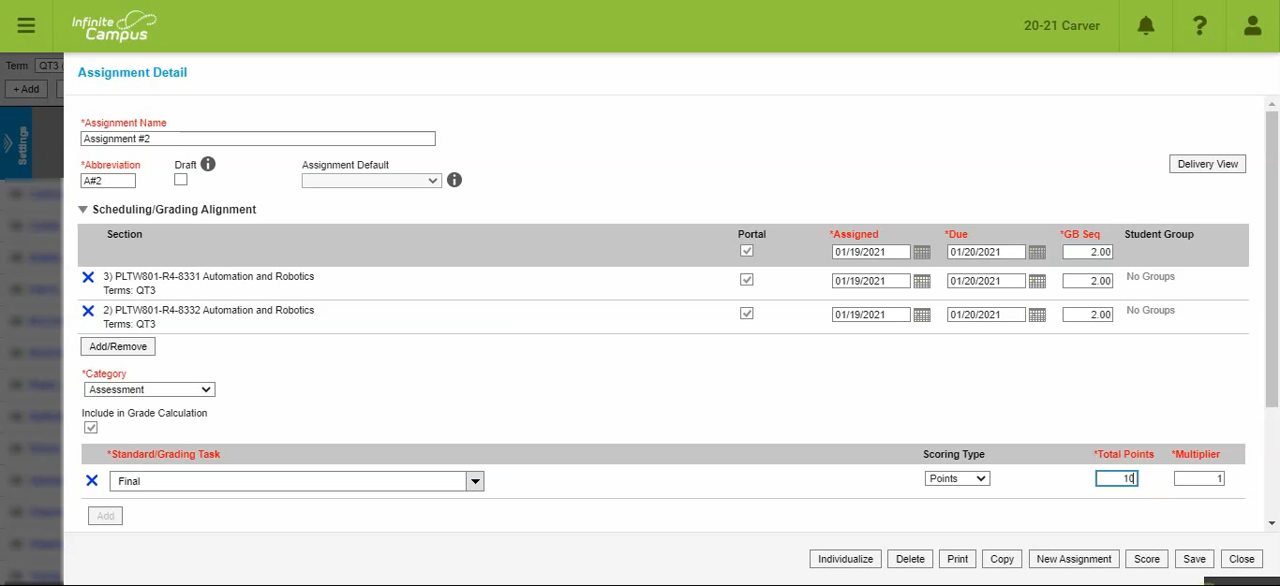 Infinite
Campus
20-21 Carver
Term QT3
+ Add
Settings
Assignment Detail
*Assignment Name
Assignment #2
*Abbreviation Draft Assignment Default
A#2
Delivery View
Scheduling/Grading Alignment
Section Portal *Assigned *Due *GB Seq Student Group
01/19/2021 01/20/2021 2.00
3) PLTW801-R4-8331 Automation and Robotics 01/19/2021 01/20/2021 2.00 No Groups
Terms: QT3
2) PLTW801-R4-8332 Automation and Robotics 01/19/2021 01/20/2021 2.00 No Groups
Terms: QT3
Add/Remove
*Category
Assessment
Include in Grade Calculation
*Standard/Grading Task Scoring Type *Total Points *Multiplier
Final Points 10 1
Add
Individualize Delete Print Copy New Assignment Score Save Close